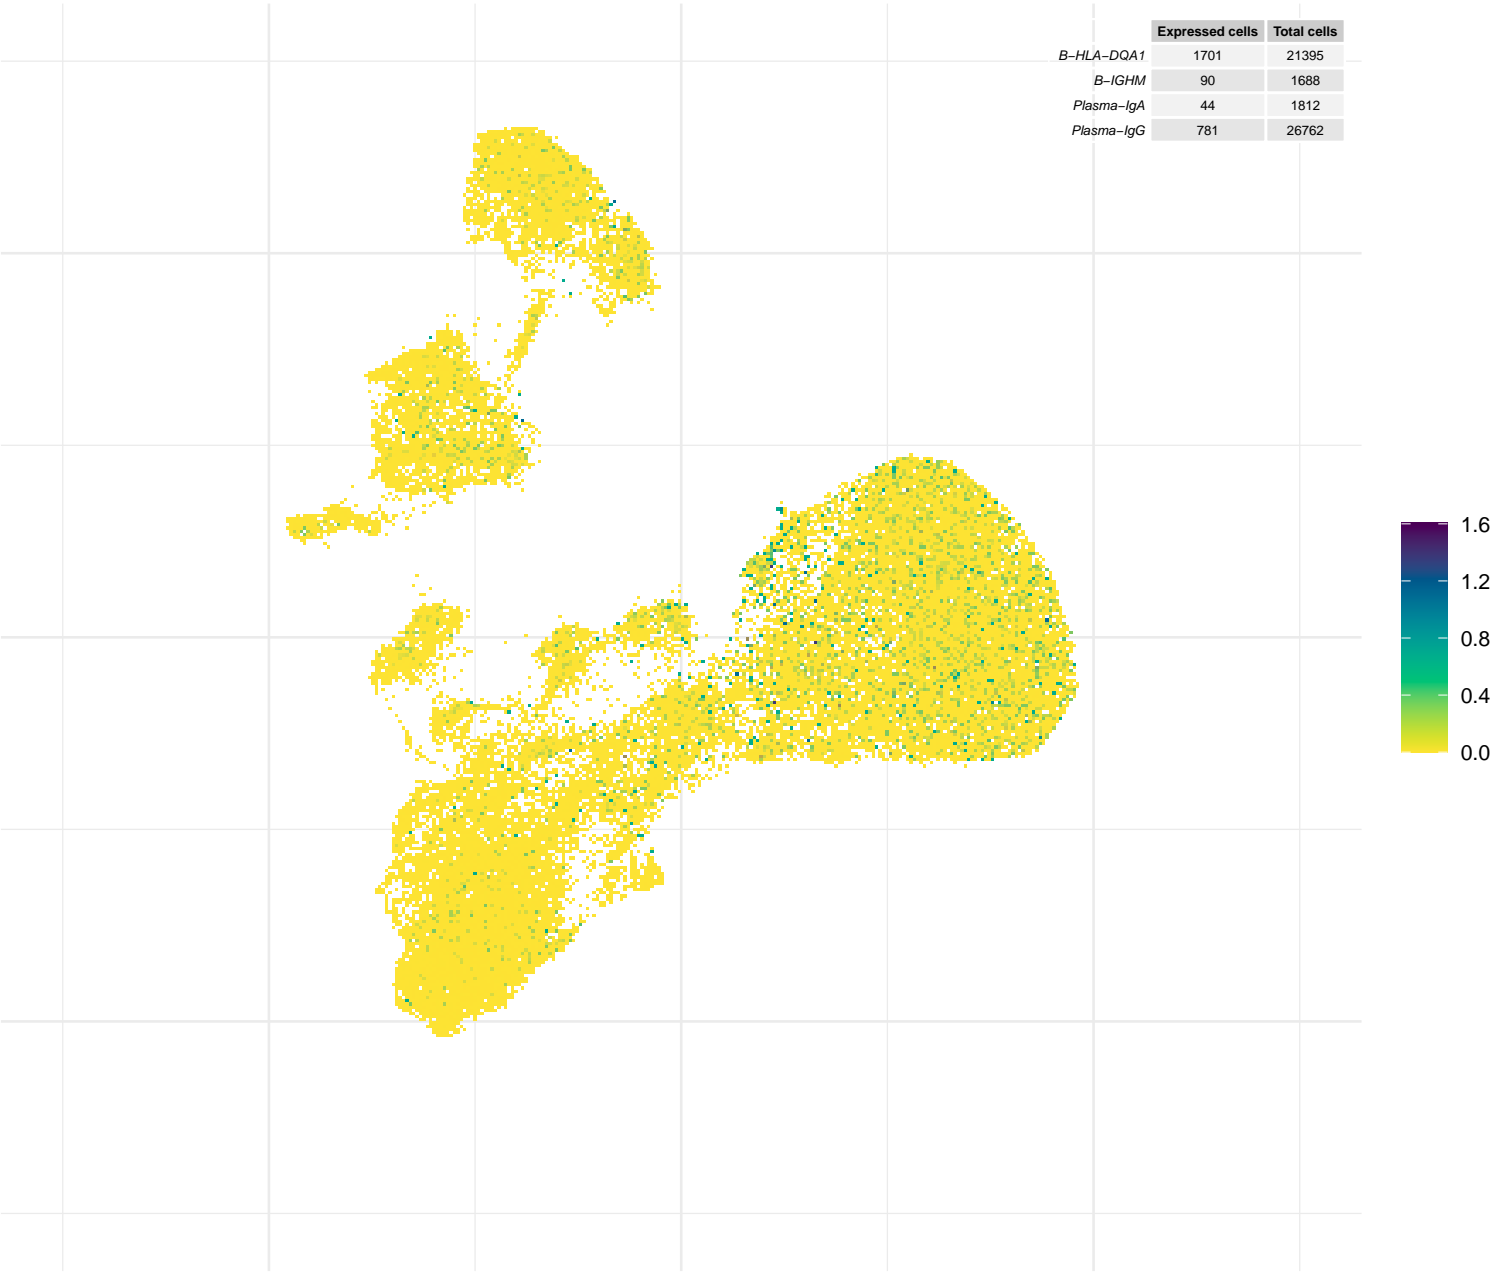 Expressed cells Total cells
B−HLA−DQA1 1701 21395
B−IGHM 90 1688
Plasma−IgA 44 1812
Plasma−IgG 781 26762
1.6
1.2
0.8
0.4
0.0